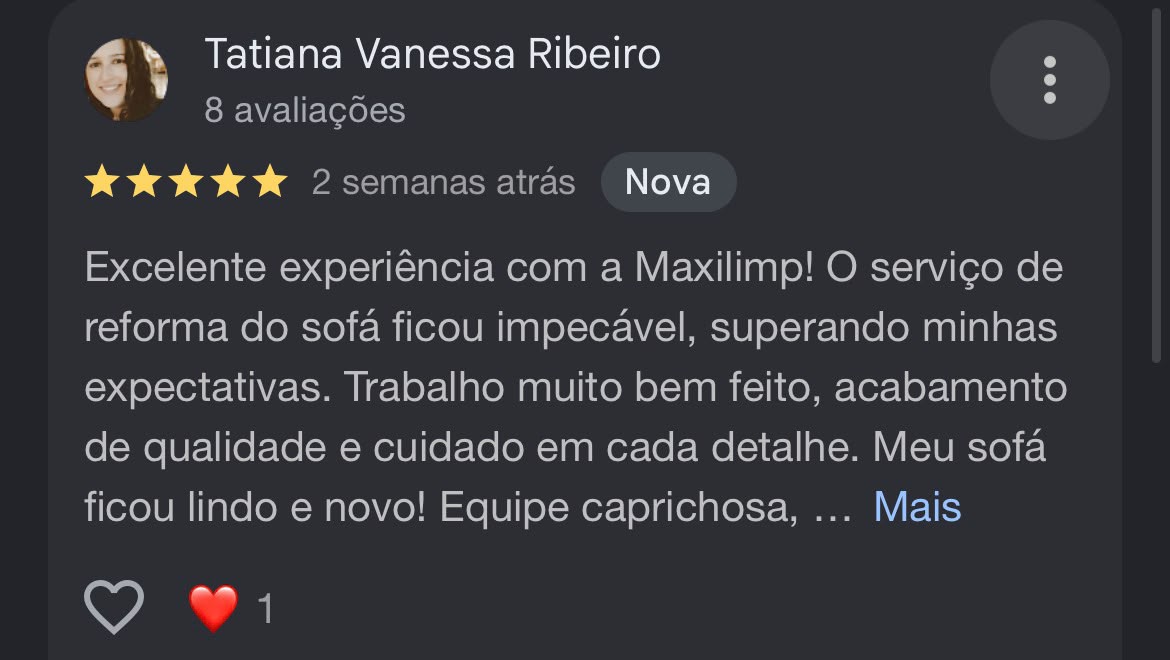 Tatiana Vanessa Ribeiro
8 avaliações
2 semanas atrás Nova
Excelente experiência com a Maxilimp! O serviço de
reforma do sofá ficou impecável, superando minhas
expectativas. Trabalho muito bem feito, acabamento
de qualidade e cuidado em cada detalhe. Meu sofá
ficou lindo e novo! Equipe caprichosa, ... Mais
1